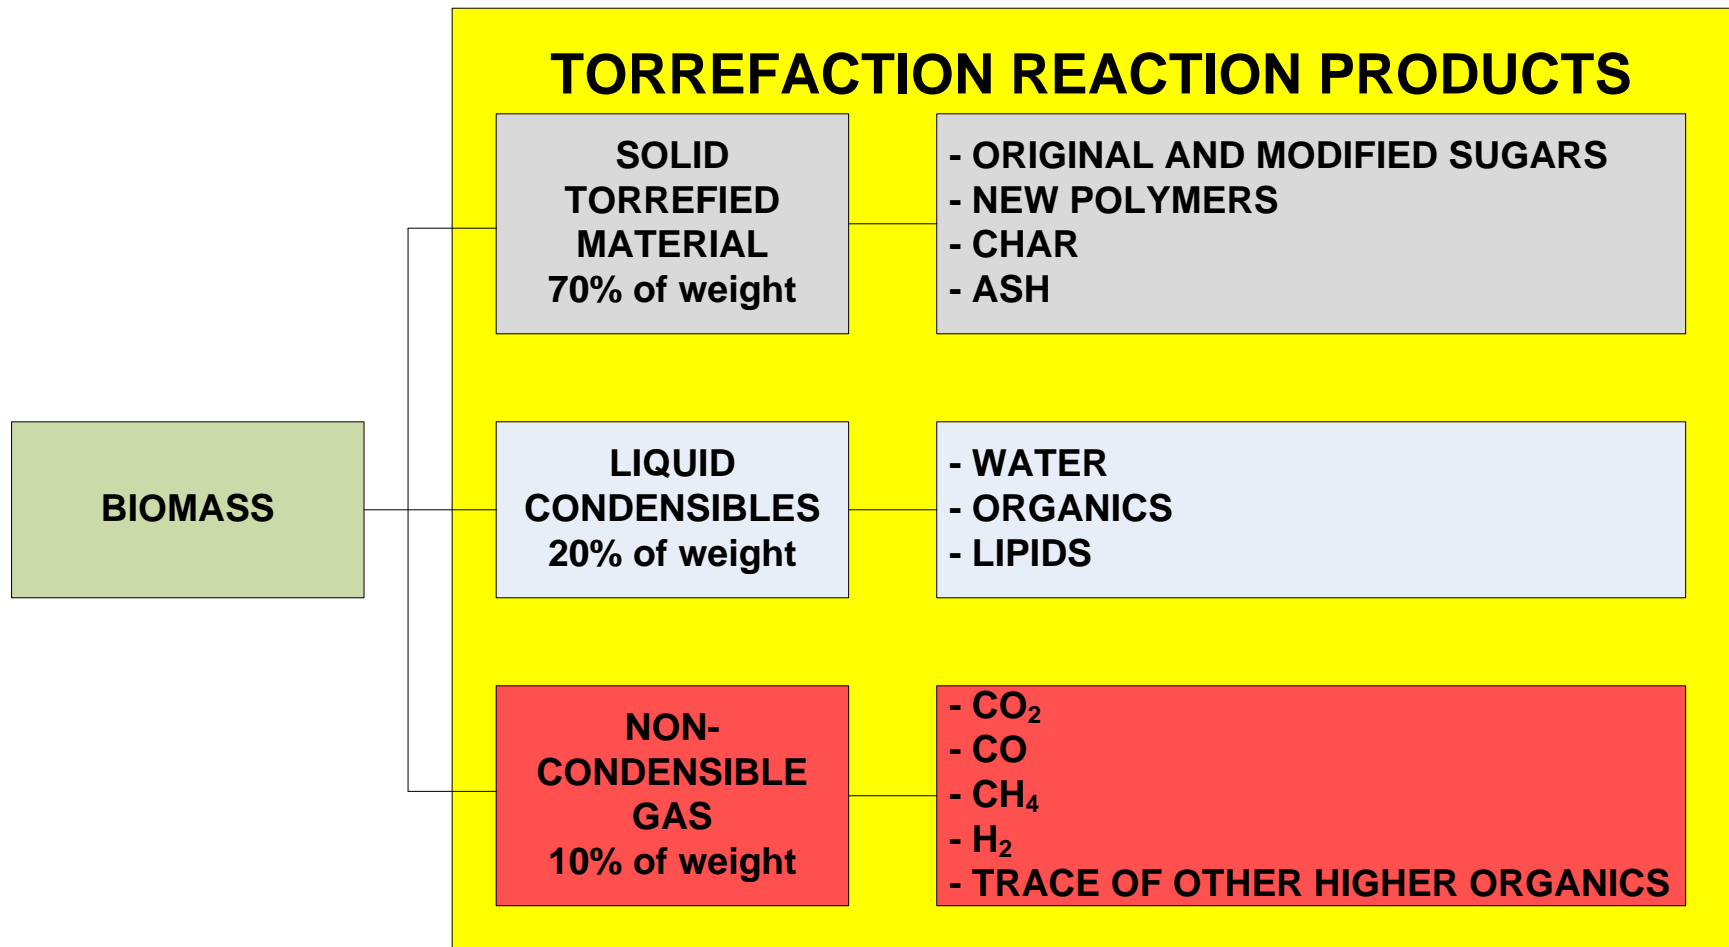 TORREFACTION REACTION PRODUCTS
SOLID
TORREFIED
MATERIAL
70% of weight
- ORIGINAL AND MODIFIED SUGARS
- NEW POLYMERS
- CHAR
- ASH
BIOMASS
LIQUID
CONDENSIBLES
20% of weight
- WATER
- ORGANICS
- LIPIDS
NON-
CONDENSIBLE
GAS
10% of weight
- CO₂
- CO
- CH₄
- H₂
- TRACE OF OTHER HIGHER ORGANICS